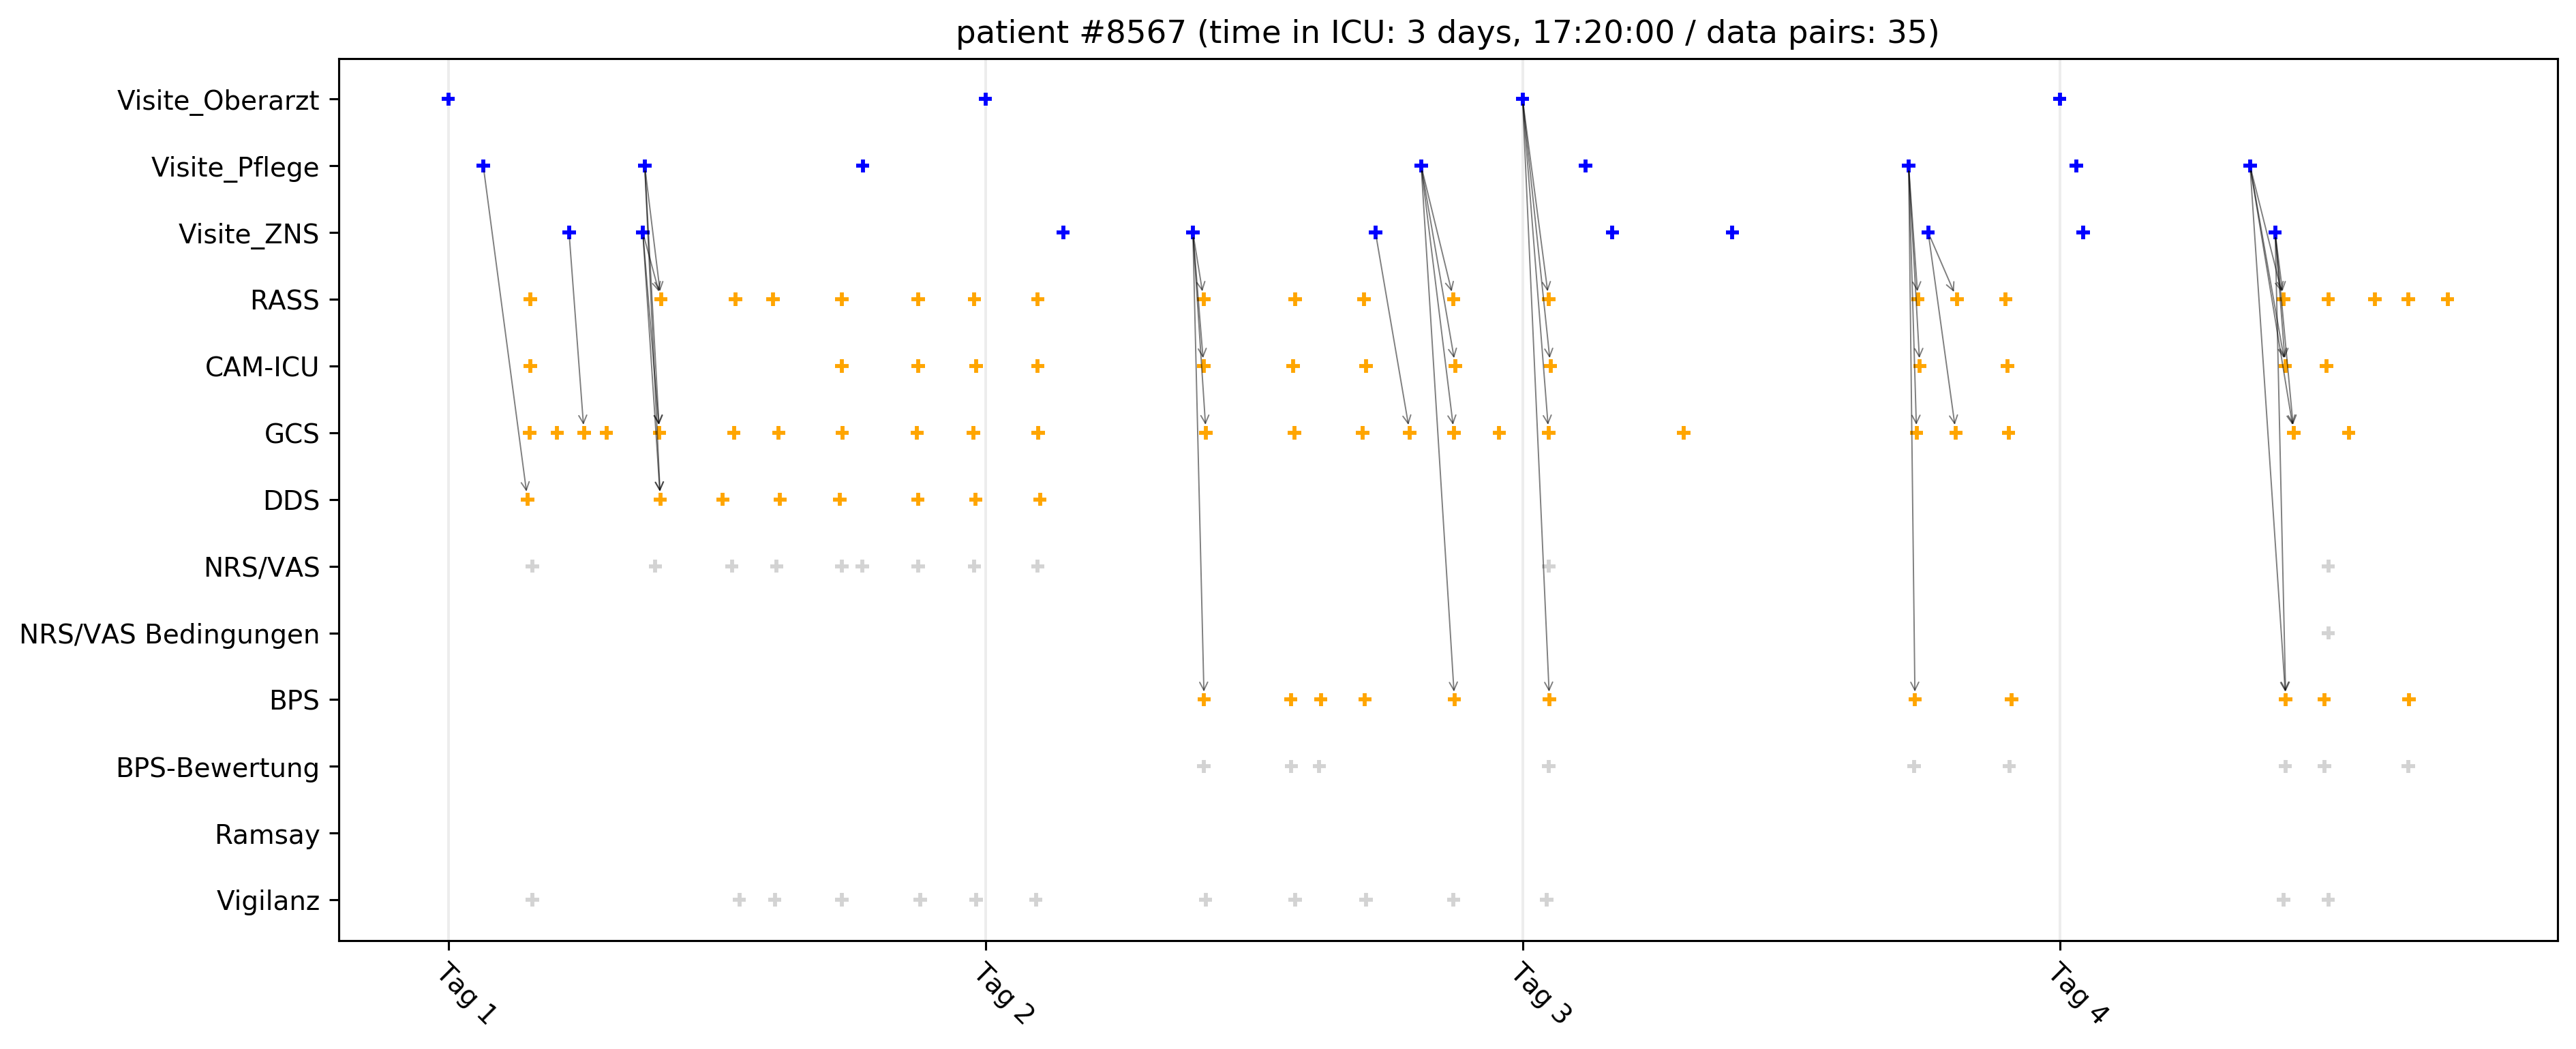 patient #8567 (time in ICU: 3 days, 17:20:00 / data pairs: 35)
Visite_Oberarzt
Visite_Pflege
Visite_ZNS
RASS
CAM-ICU
GCS
DDS
NRS/VAS
NRS/VAS Bedingungen
BPS
BPS-Bewertung
Ramsay
Vigilanz
Tag 1
Tag 2
Tag 3
Tag 4